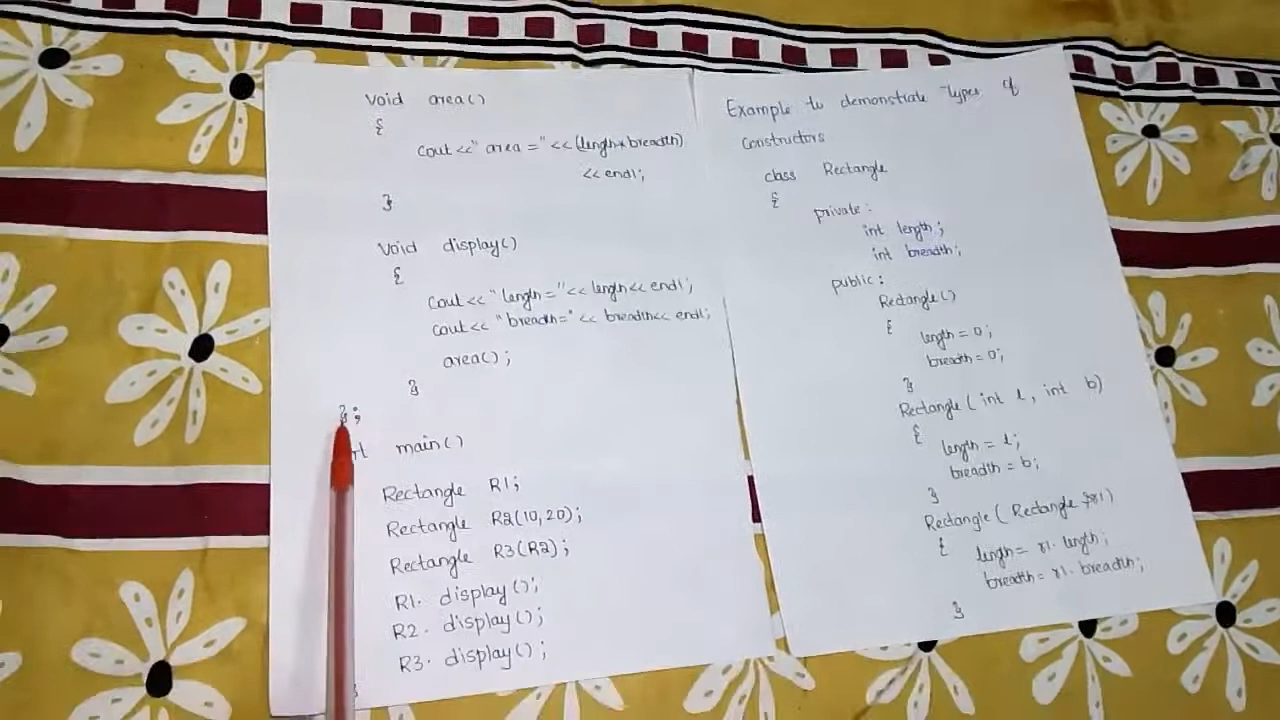 Void area()
{
cout<<" area ="<<(length*breadth)
<< endl;
}
Void display()
{
cout<< "length="<< length<< endl;
cout<< "breadth=" << breadth<< endl;
area();
}
};
main()
Rectangle R1;
Rectangle R2(10,20);
Rectangle R3(R2);
R1. display();
R2. display();
R3. display();
Example to demonstrate Types of
Constructors
class Rectangle
{
private:
int length;
int breadth;
public:
Rectangle()
{
length = 0;
breadth = 0;
}
Rectangle(int l, int b)
{
length = l;
breadth = b;
}
Rectangle( Rectangle &r1)
{ length= r1. length;
breadth= r1. breadth;
}